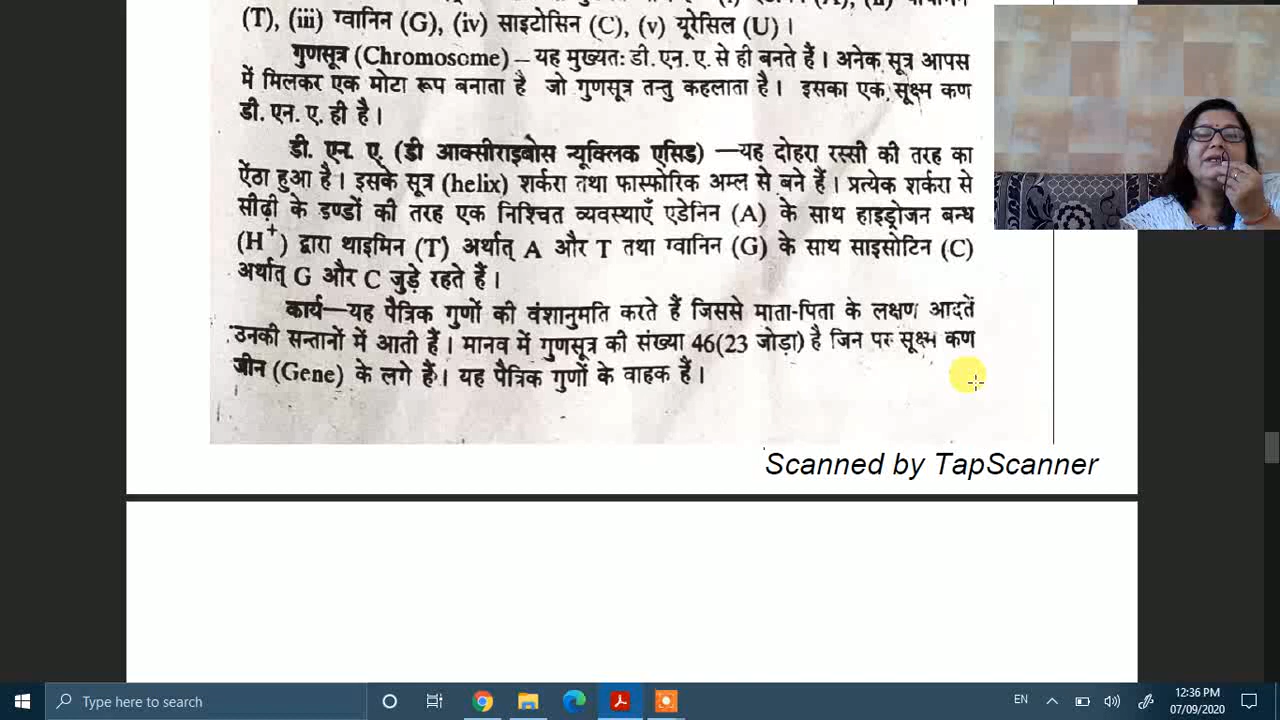 (T), (iii) ग्वानिन (G), (iv) साइटोसिन (C), (v) यूरेसिल (U) ।
गुणसूत्र (Chromosome) – यह मुख्यतः डी. एन. ए. से ही बनते हैं । अनेक सूत्र आपस
में मिलकर एक मोटा रूप बनाता है जो गुणसूत्र तन्तु कहलाता है । इसका एक सूक्ष्म कण
डी. एन. ए. ही है ।
डी. एन. ए. (डी आक्सीराइबोस न्यूक्लिक एसिड) —यह दोहरा रस्सी की तरह का
ऐंठा हुआ है । इसके सूत्र (helix) शर्करा तथा फास्फोरिक अम्ल से बने हैं । प्रत्येक शर्करा से
सीढ़ी के डण्डों की तरह एक निश्चित व्यवस्थाएँ एडेनिन (A) के साथ हाइड्रोजन बन्ध
(H⁺) द्वारा थाइमिन (T) अर्थात् A और T तथा ग्वानिन (G) के साथ साइसोटिन (C)
अर्थात् G और C जुड़े रहते हैं ।
कार्य—यह पैत्रिक गुणों की वंशानुमति करते हैं जिससे माता-पिता के लक्षण आदतें
उनकी सन्तानों में आती हैं । मानव में गुणसूत्र की संख्या 46(23 जोड़ा) है जिन पर सूक्ष्म कण
जीन (Gene) के लगे हैं । यह पैत्रिक गुणों के वाहक हैं ।
Scanned by TapScanner
Type here to search
EN
12:36 PM
07/09/2020